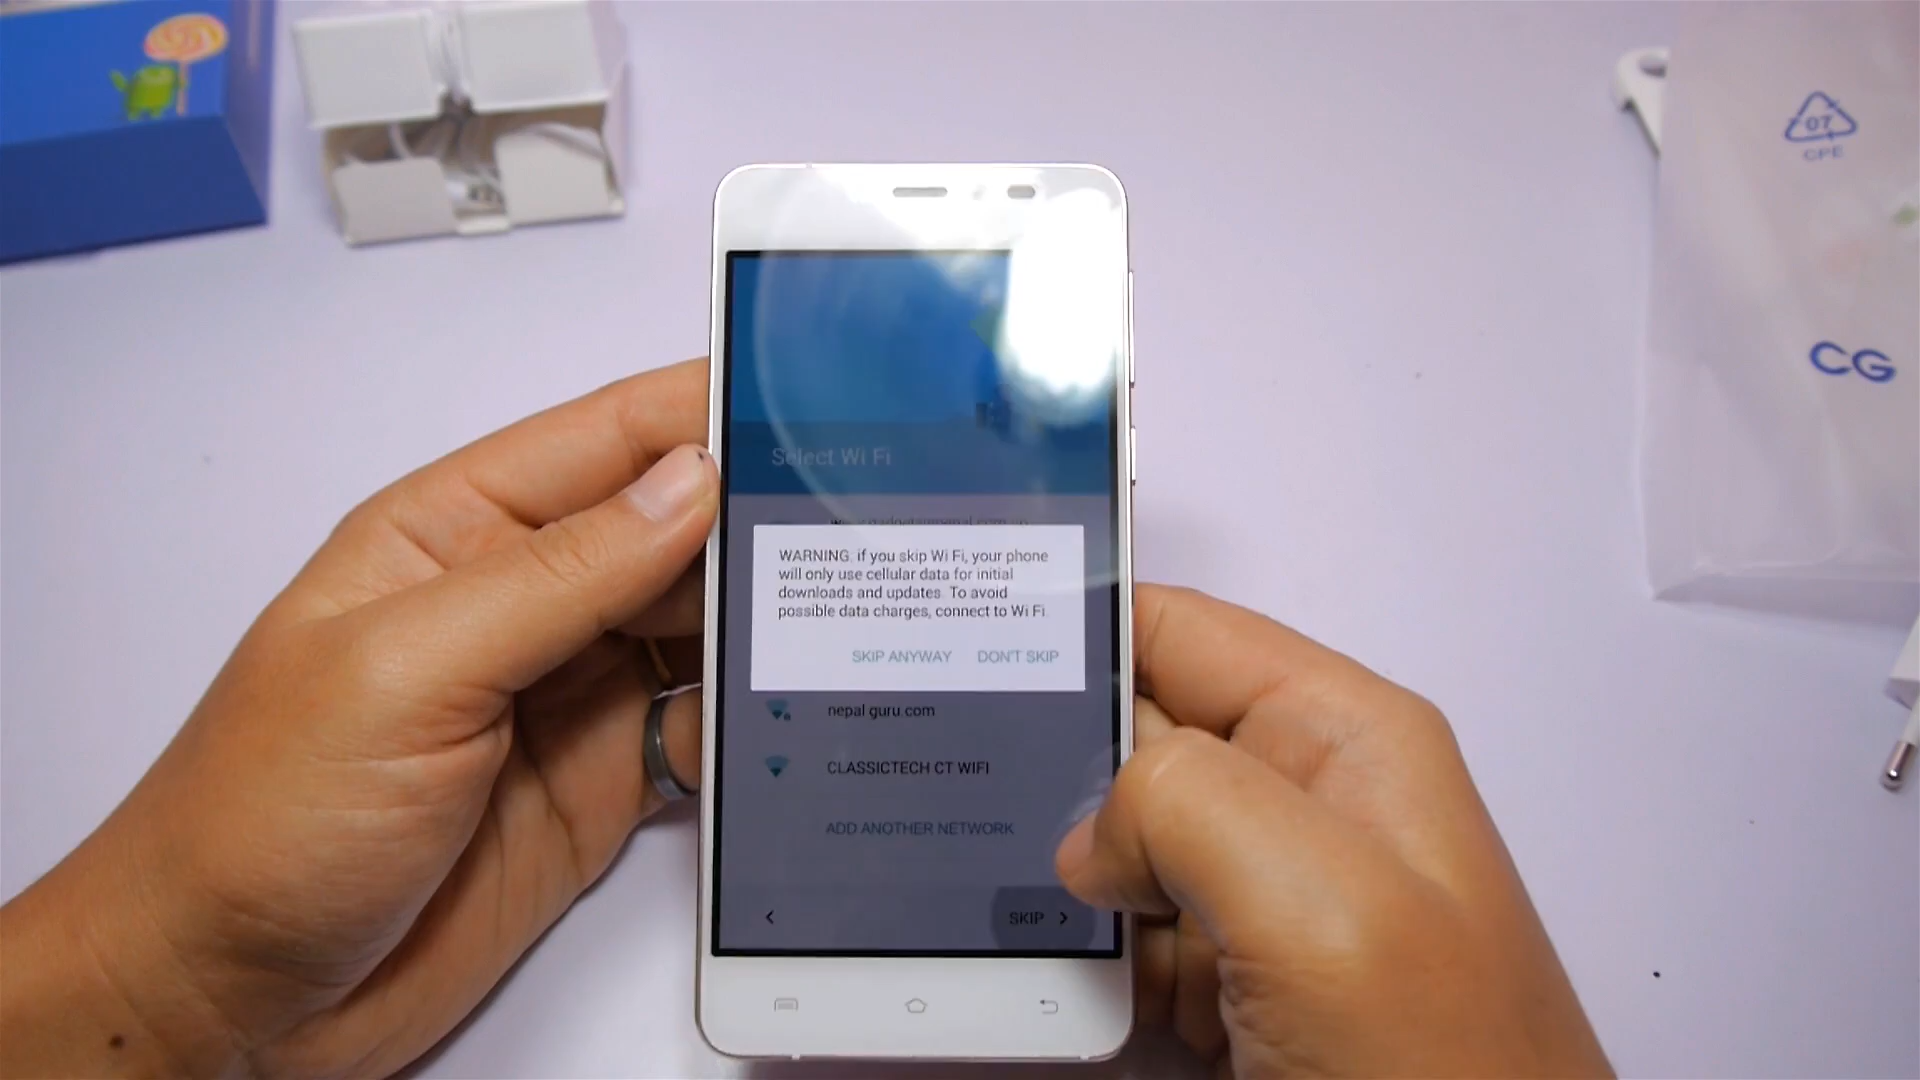 07
CPE
CG
Select Wi Fi
WARNING: if you skip Wi Fi, your phone
will only use cellular data for initial
downloads and updates. To avoid
possible data charges, connect to Wi Fi.
SKIP ANYWAY DON'T SKIP
nepal guru.com
CLASSICTECH CT WIFI
ADD ANOTHER NETWORK
SKIP